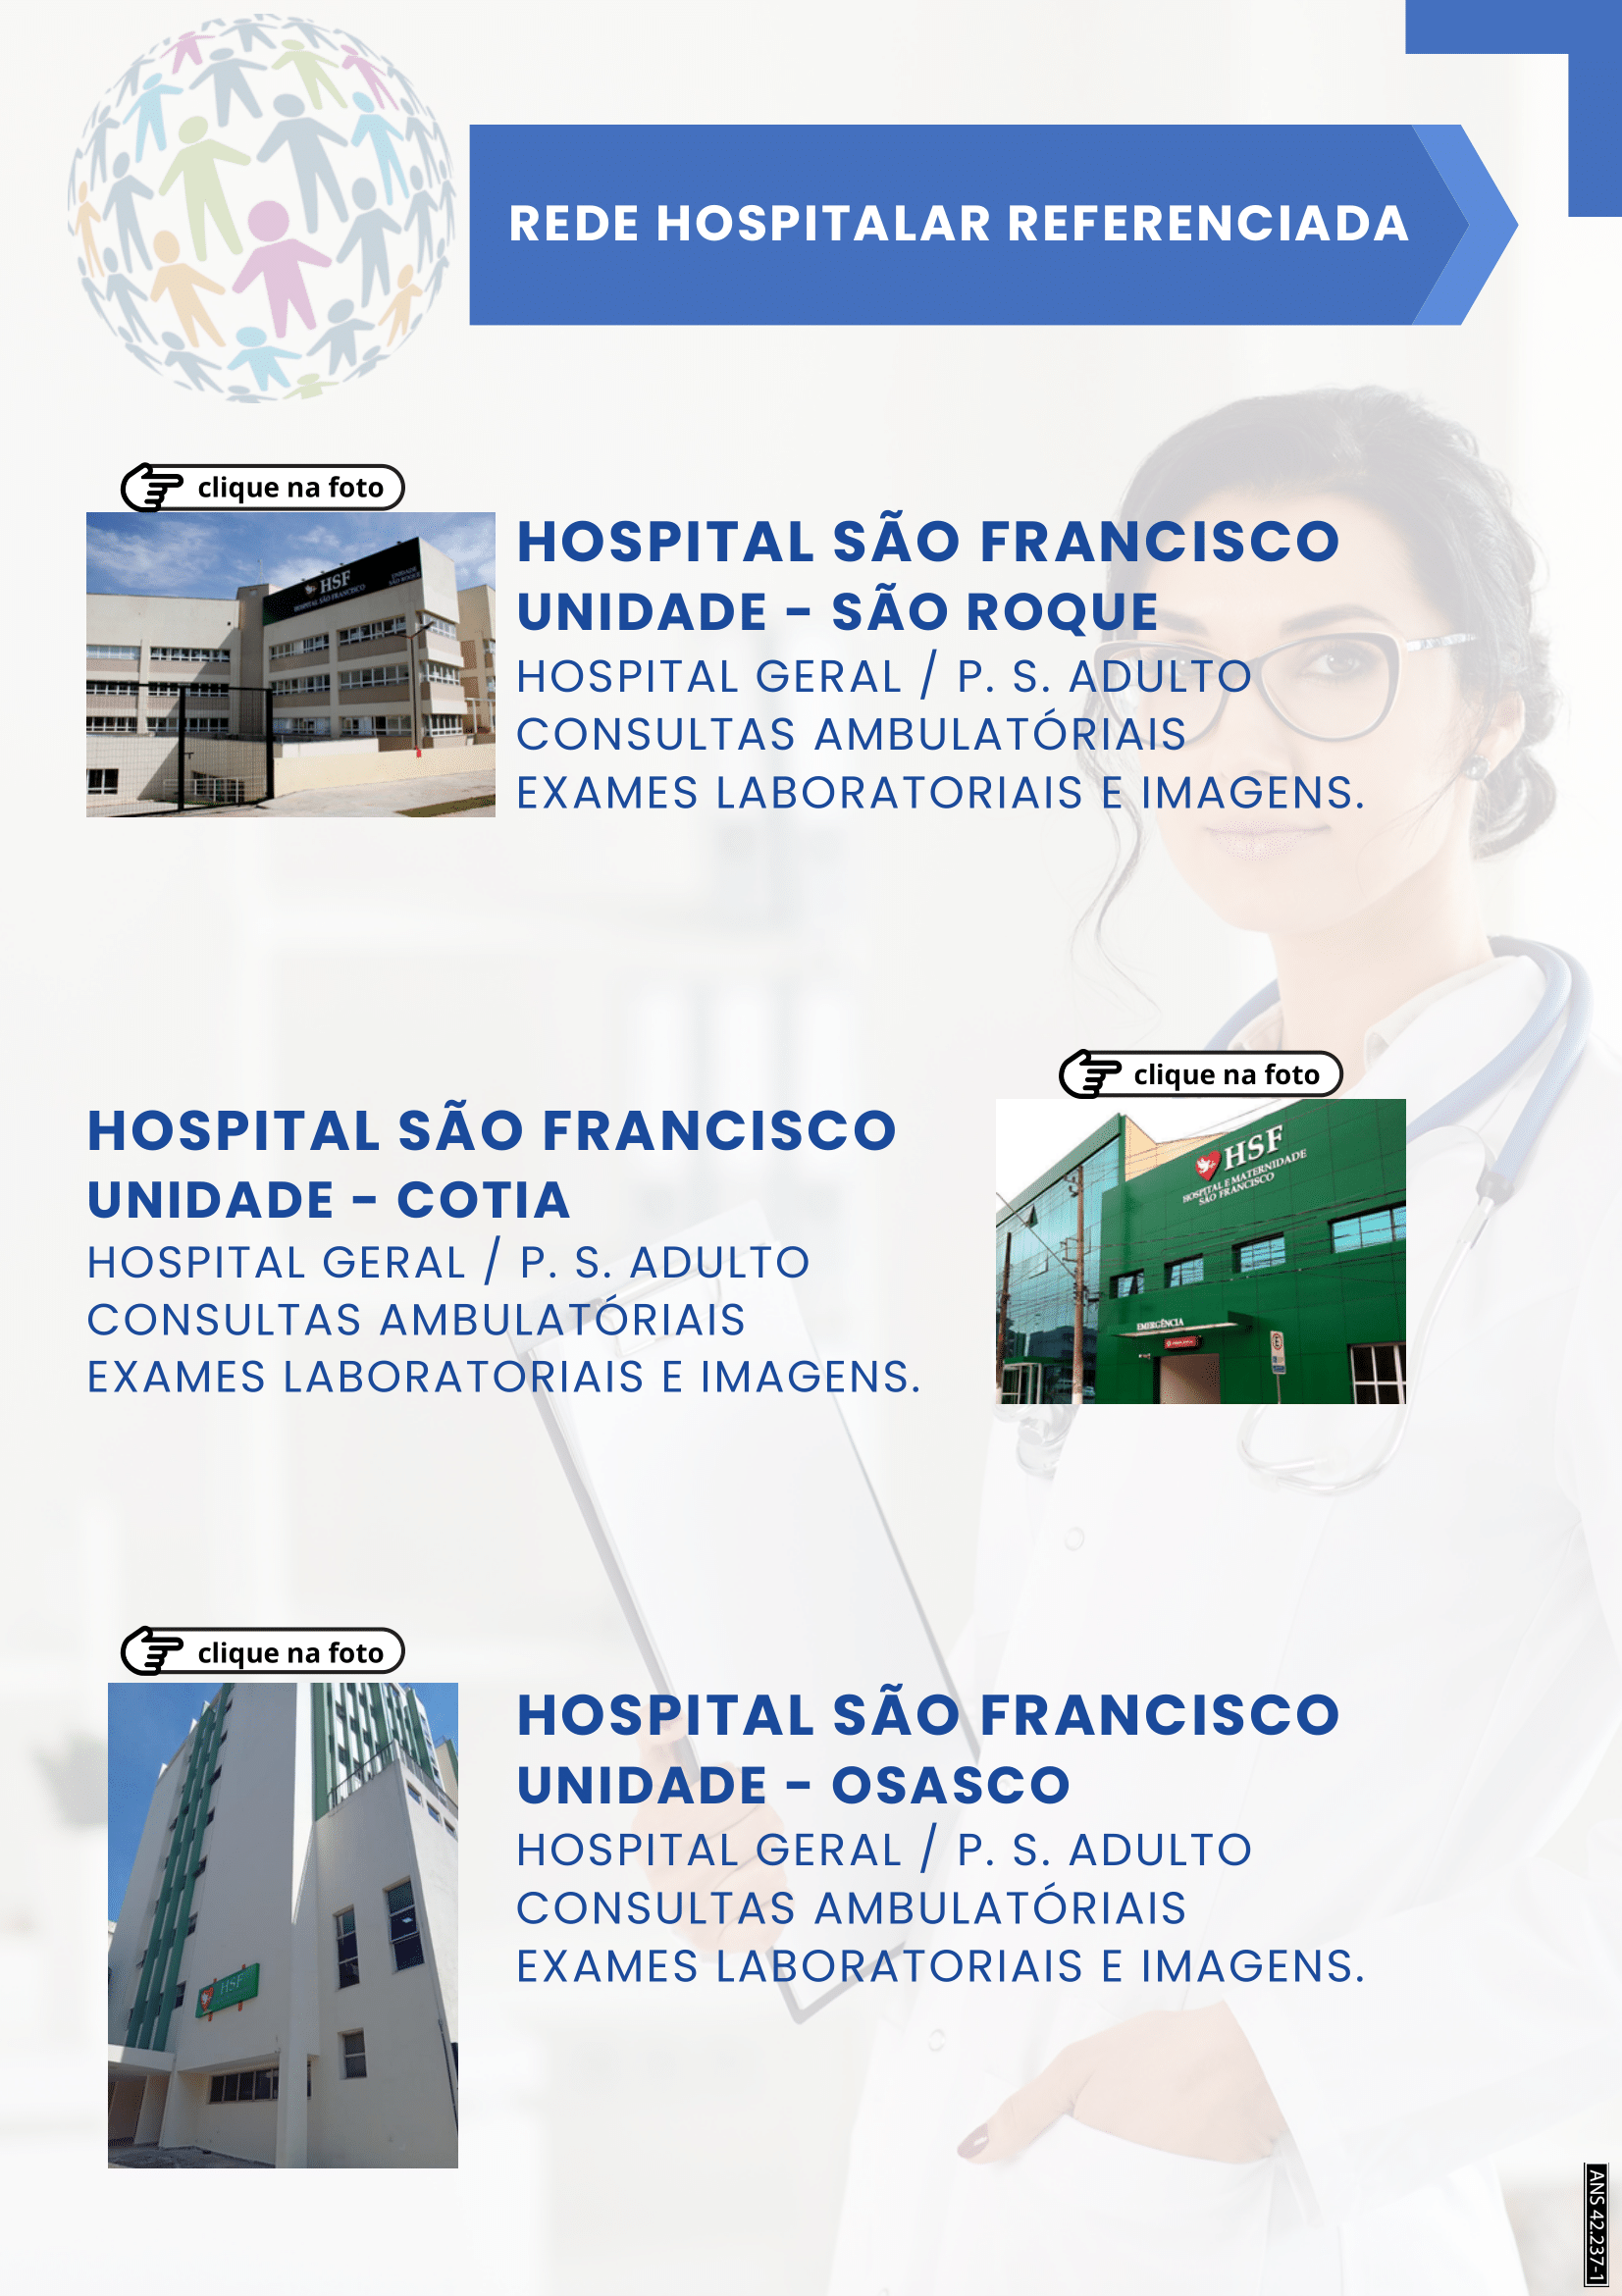 REDE HOSPITALAR REFERENCIADA
clique na foto
HSF
HOSPITAL SÃO FRANCISCO
UNIDADE
SÃO ROQUE
HOSPITAL SÃO FRANCISCO
UNIDADE - SÃO ROQUE
HOSPITAL GERAL / P. S. ADULTO
CONSULTAS AMBULATÓRIAIS
EXAMES LABORATORIAIS E IMAGENS.
HOSPITAL SÃO FRANCISCO
UNIDADE - COTIA
HOSPITAL GERAL / P. S. ADULTO
CONSULTAS AMBULATÓRIAIS
EXAMES LABORATORIAIS E IMAGENS.
clique na foto
HSF
HOSPITAL E MATERNIDADE
SÃO FRANCISCO
EMERGÊNCIA
E
clique na foto
HSF
HOSPITAL SÃO FRANCISCO
UNIDADE - OSASCO
HOSPITAL GERAL / P. S. ADULTO
CONSULTAS AMBULATÓRIAIS
EXAMES LABORATORIAIS E IMAGENS.
ANS 42.237-1